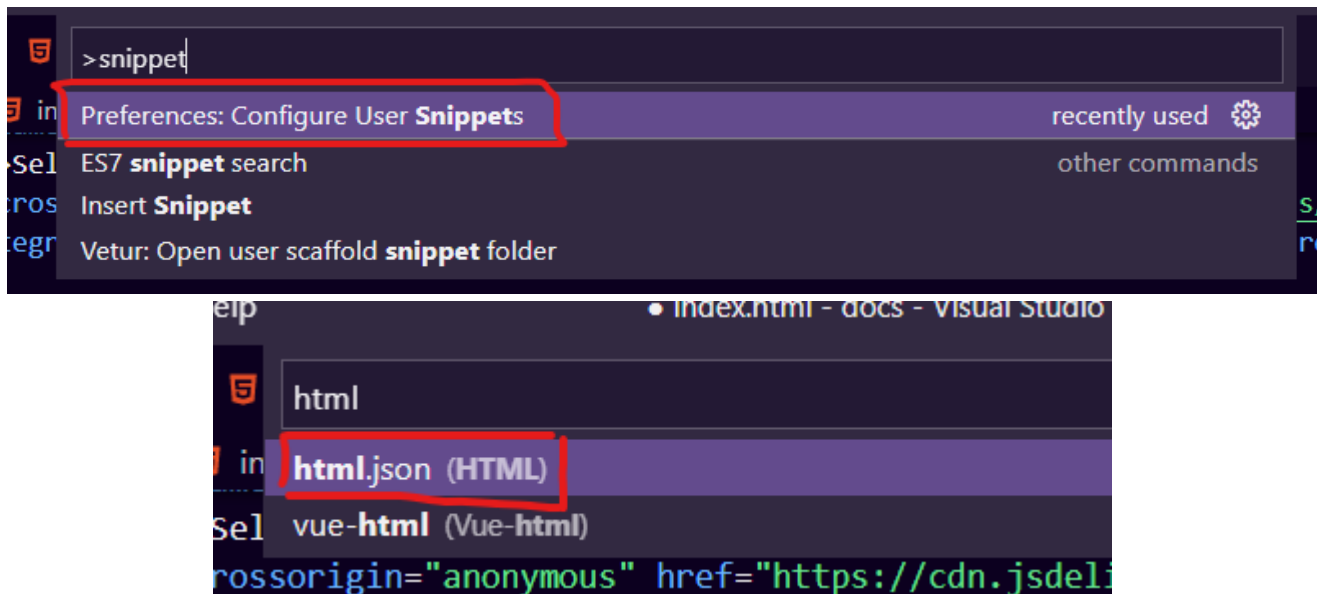 >snippet
in
Preferences: Configure User Snippets recently used
Sel
ES7 snippet search other commands
cros
Insert Snippet
s
tegr
Vetur: Open user scaffold snippet folder
r
elp
● index.html - docs - Visual Studio
html
in
html.json (HTML)
Sel
vue-html (Vue-html)
rossorigin="anonymous" href="https://cdn.jsdeli